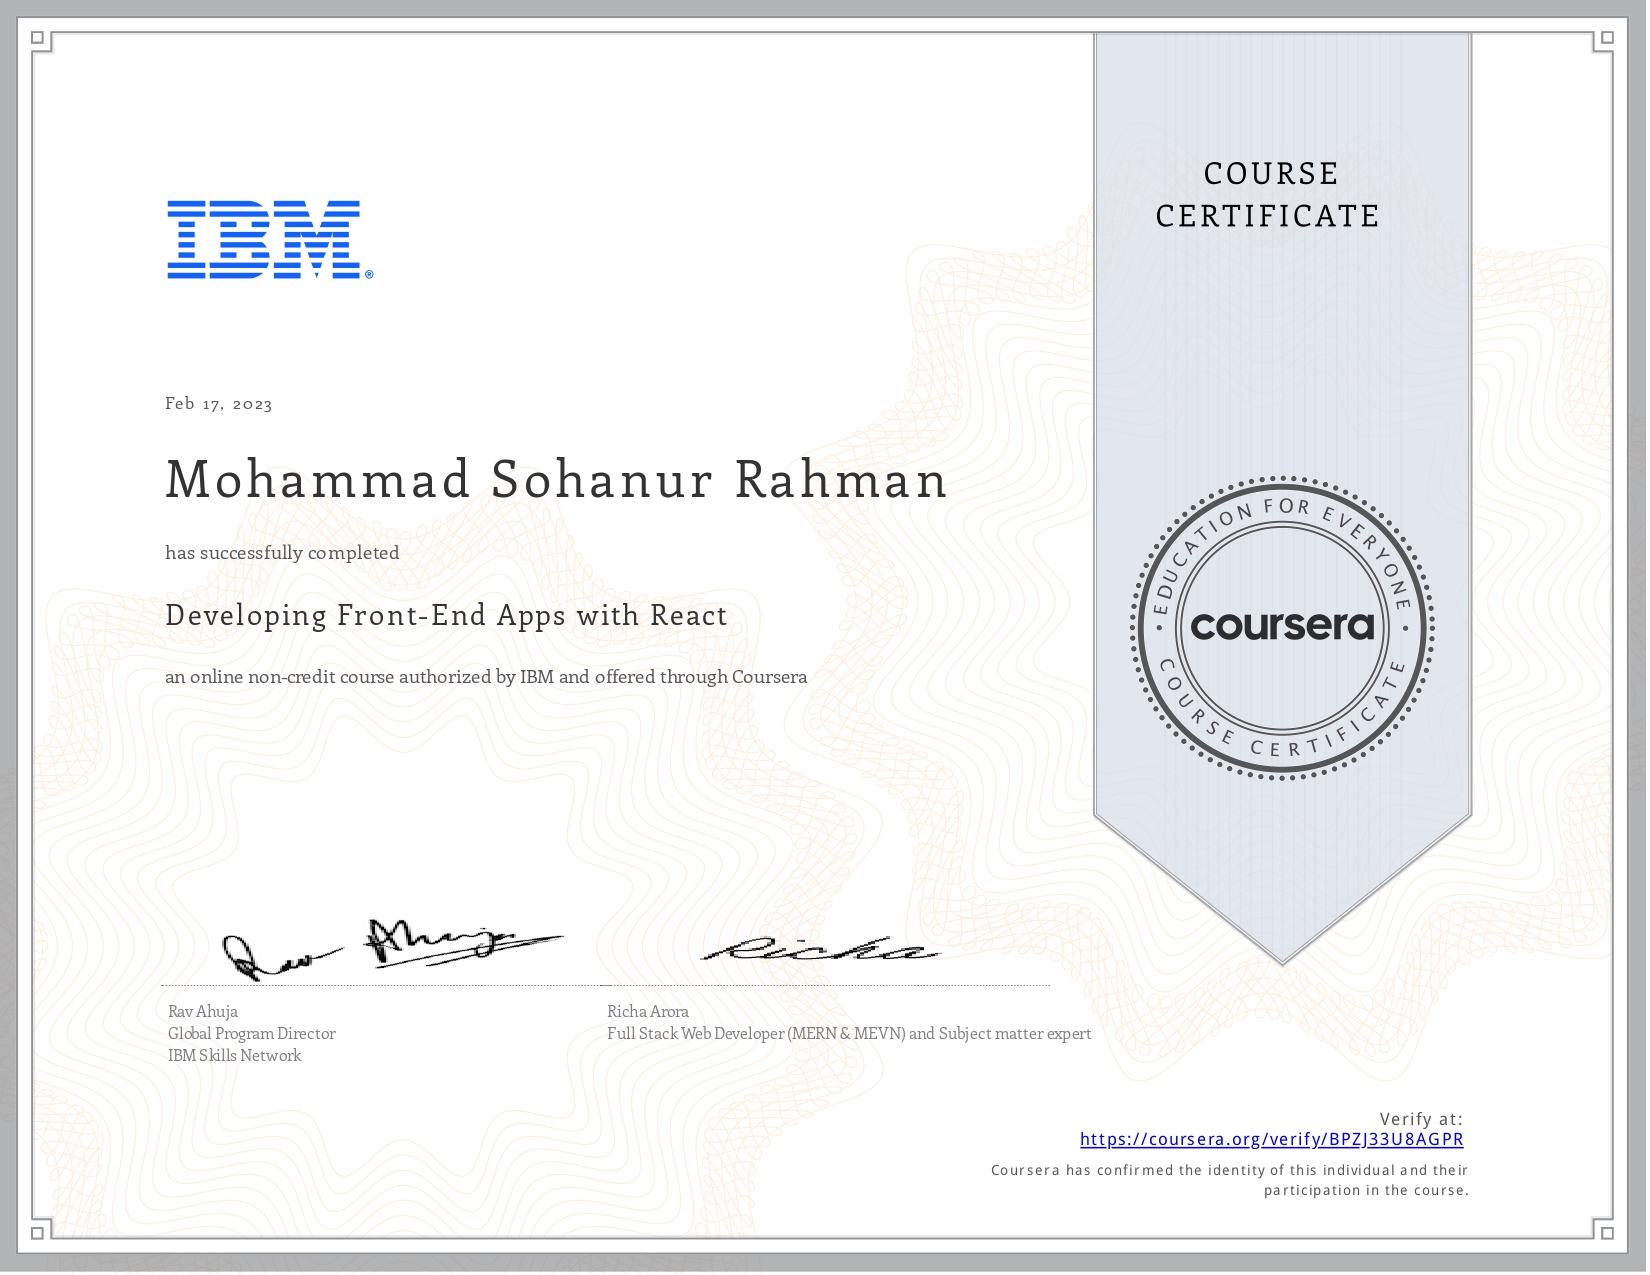 COURSE
CERTIFICATE
IBM®
Feb 17, 2023
Mohammad Sohanur Rahman
has successfully completed
Developing Front-End Apps with React
an online non-credit course authorized by IBM and offered through Coursera
EDUCATION FOR EVERYONE
coursera
COURSE CERTIFICATE
Rav Ahuja
Richa
Rav Ahuja
Global Program Director
IBM Skills Network
Richa Arora
Full Stack Web Developer (MERN & MEVN) and Subject matter expert
Verify at:
https://coursera.org/verify/BPZJ33U8AGPR
Coursera has confirmed the identity of this individual and their
participation in the course.